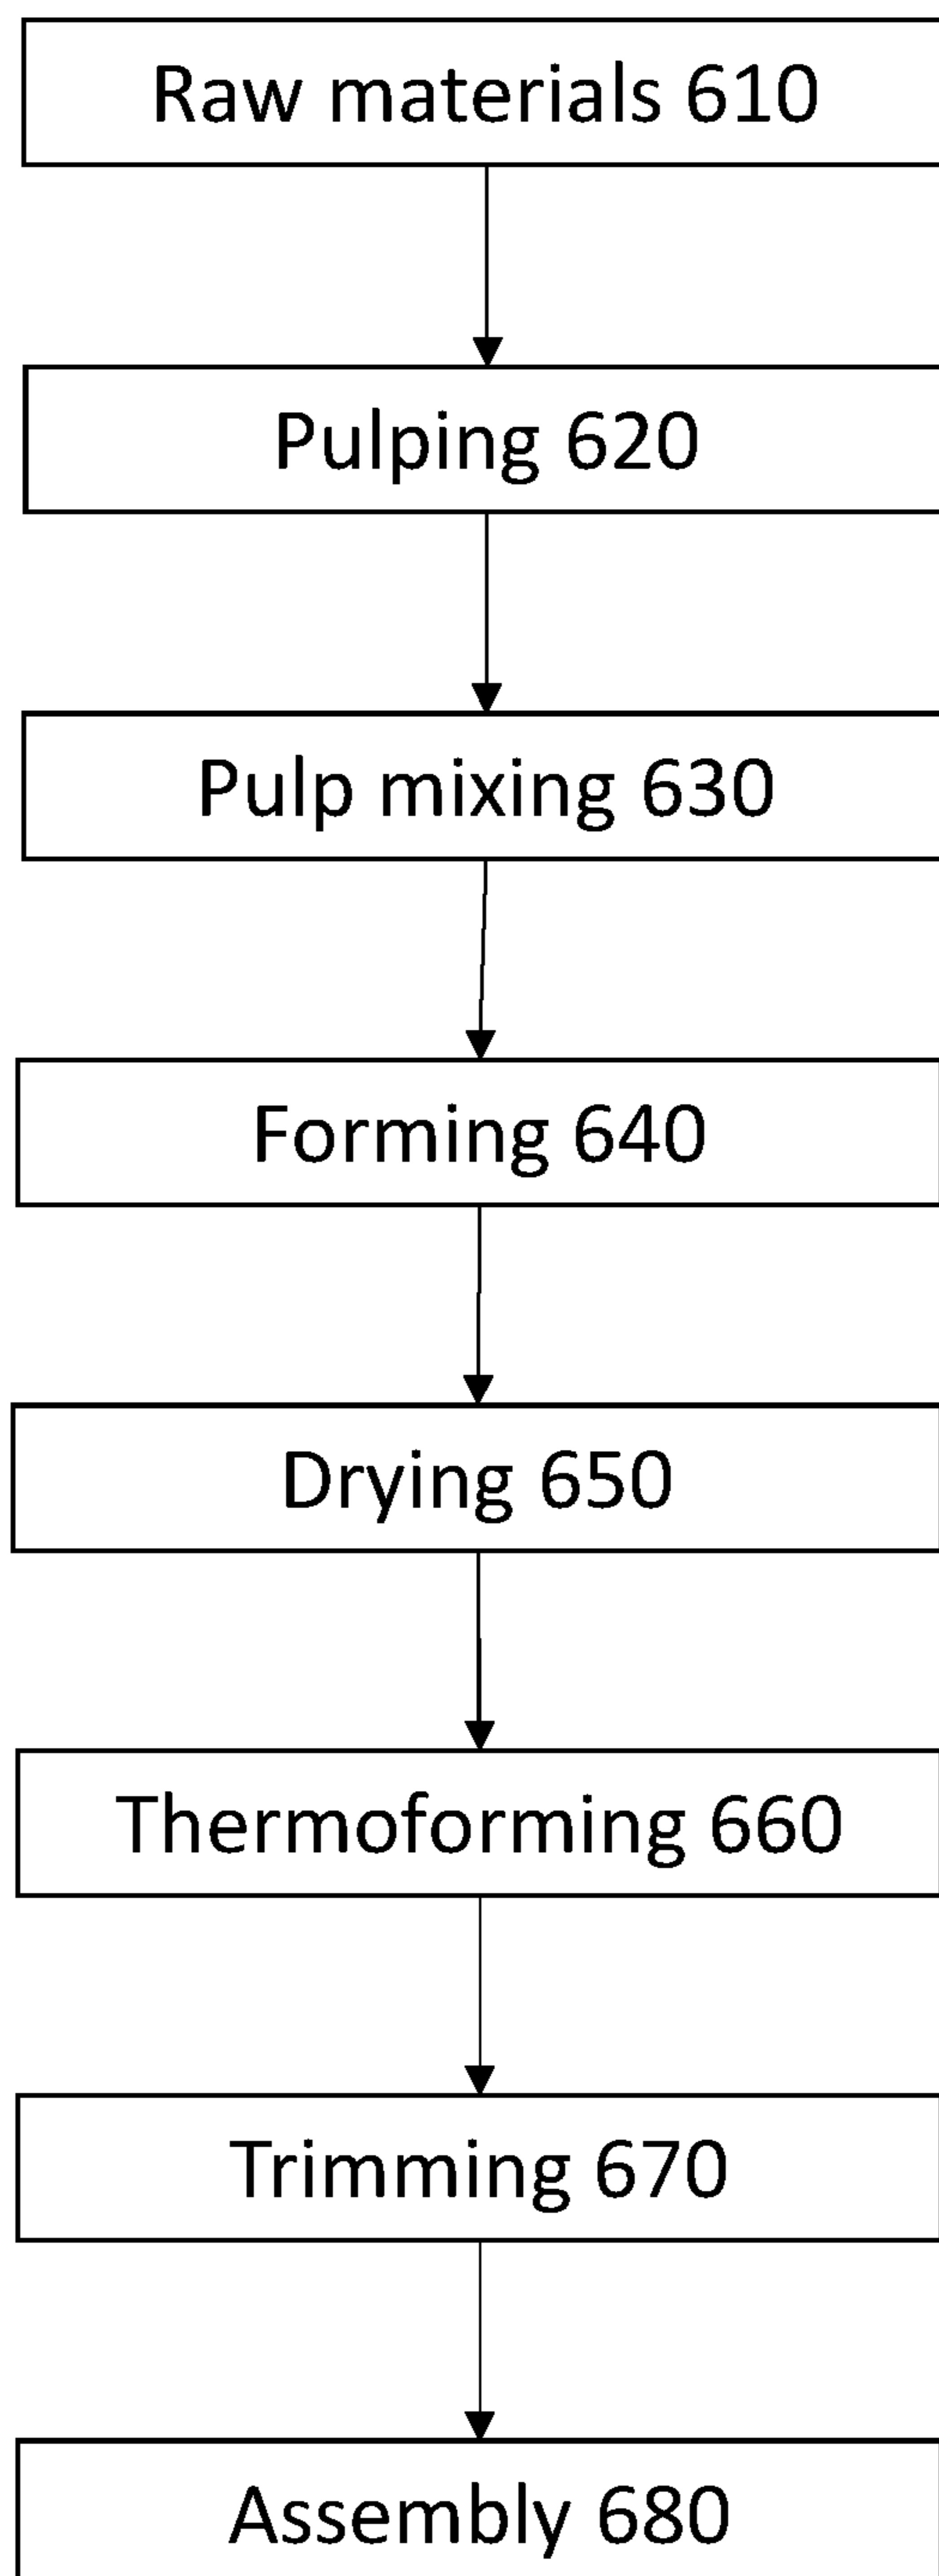 Raw materials 610
Pulping 620
Pulp mixing 630
Forming 640
Drying 650
Thermoforming 660
Trimming 670
Assembly 680